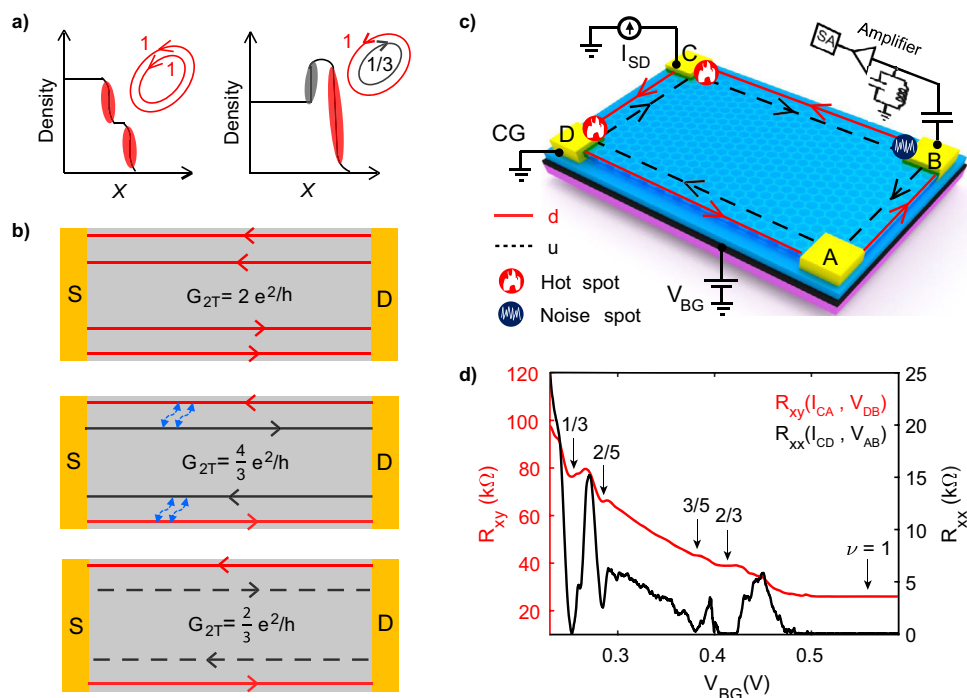 a)
Density
X
1
1
Density
X
1
1/3
b)
S
D
G2T = 2 e²/h
S
D
G2T = 4/3 e²/h
S
D
G2T = 2/3 e²/h
c)
ISD
C
SA
Amplifier
CG
D
B
A
d
u
Hot spot
Noise spot
VBG
d)
Rxy(ICA , VDB)
Rxx(ICD , VAB)
1/3
2/5
3/5
2/3
ν = 1
Rxy (kΩ)
120
100
80
60
40
20
Rxx (kΩ)
25
20
15
10
5
0
0.3
0.4
0.5
VBG(V)